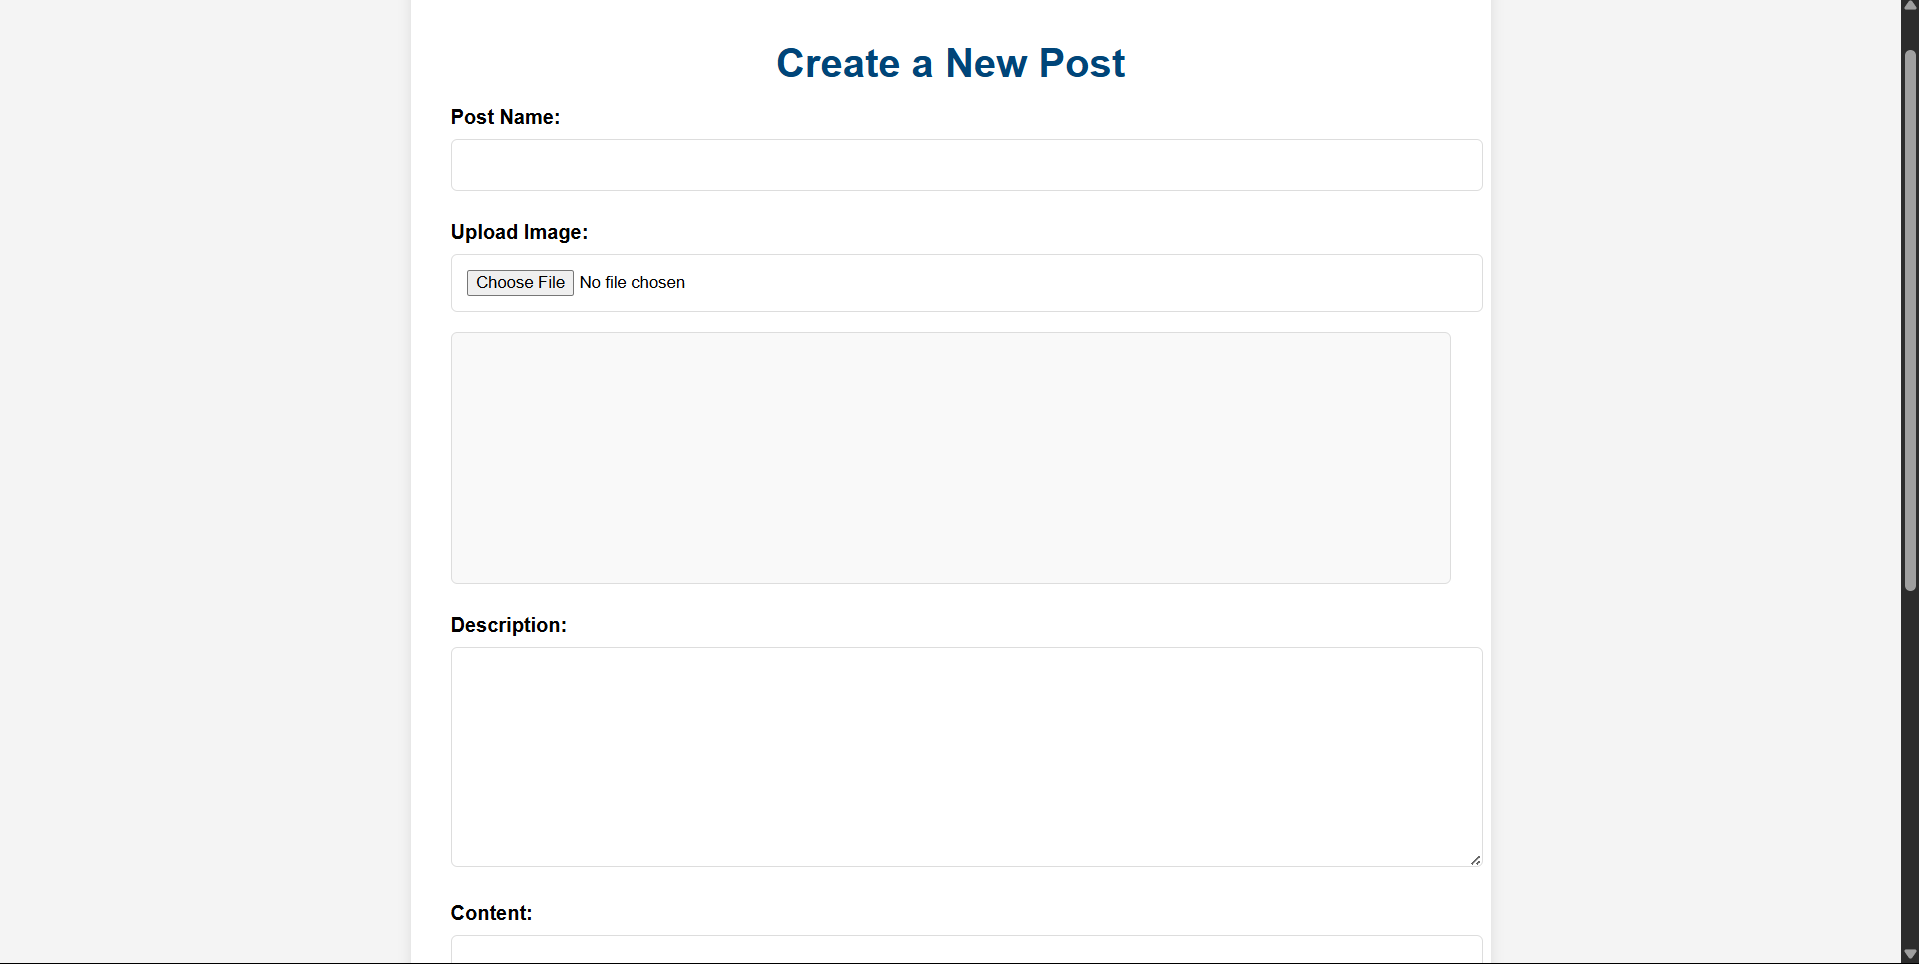 Create a New Post
Post Name:
Upload Image:
Choose File No file chosen
Description:
Content: